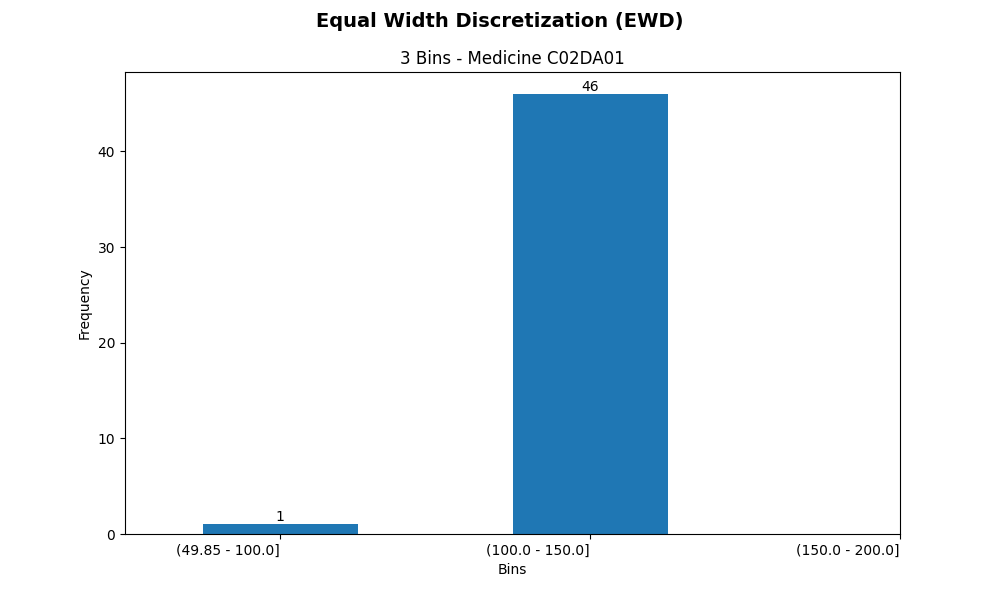 Equal Width Discretization (EWD)
3 Bins - Medicine C02DA01
46
40
30
Frequency
20
10
1
0
(49.85 - 100.0] (100.0 - 150.0] (150.0 - 200.0]
Bins